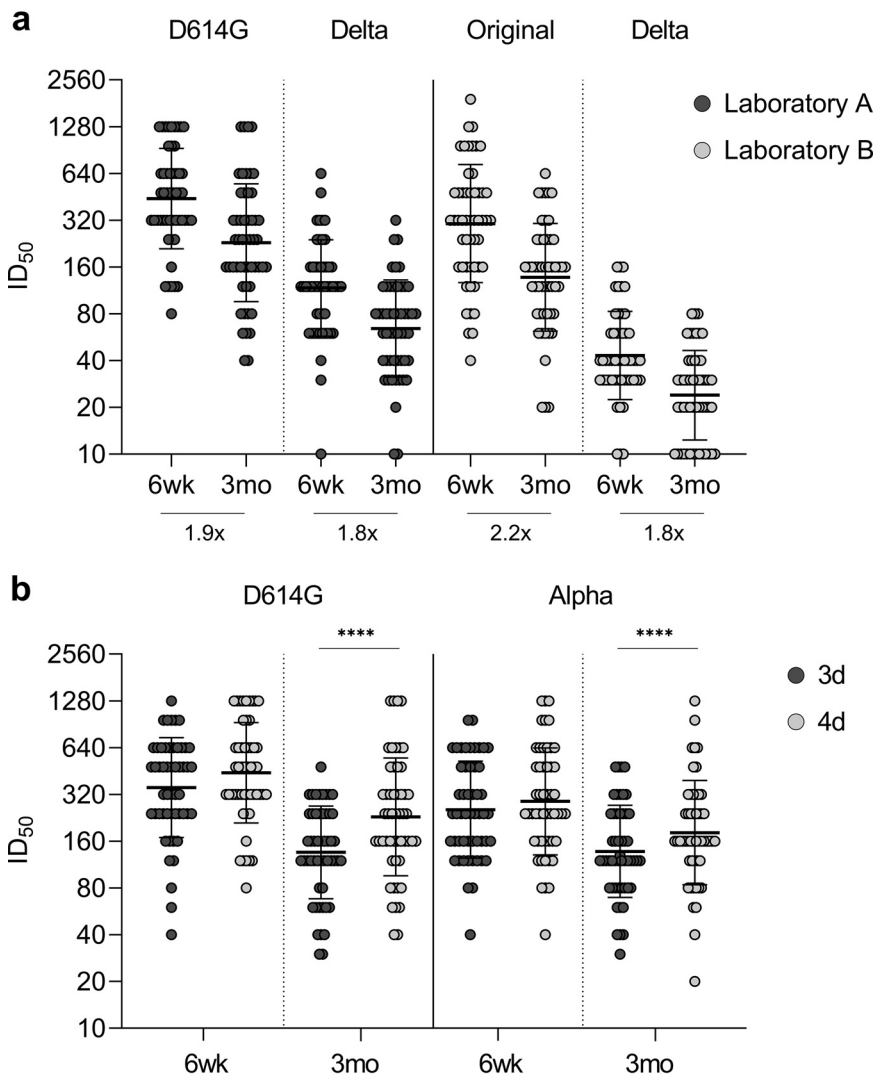 a
D614G Delta Original Delta
2560
1280
640
320
160
80
40
20
10
ID50
Laboratory A
Laboratory B
6wk 3mo 6wk 3mo 6wk 3mo 6wk 3mo
1.9x 1.8x 2.2x 1.8x
b
D614G Alpha
**** ****
2560
1280
640
320
160
80
40
20
10
ID50
3d
4d
6wk 3mo 6wk 3mo